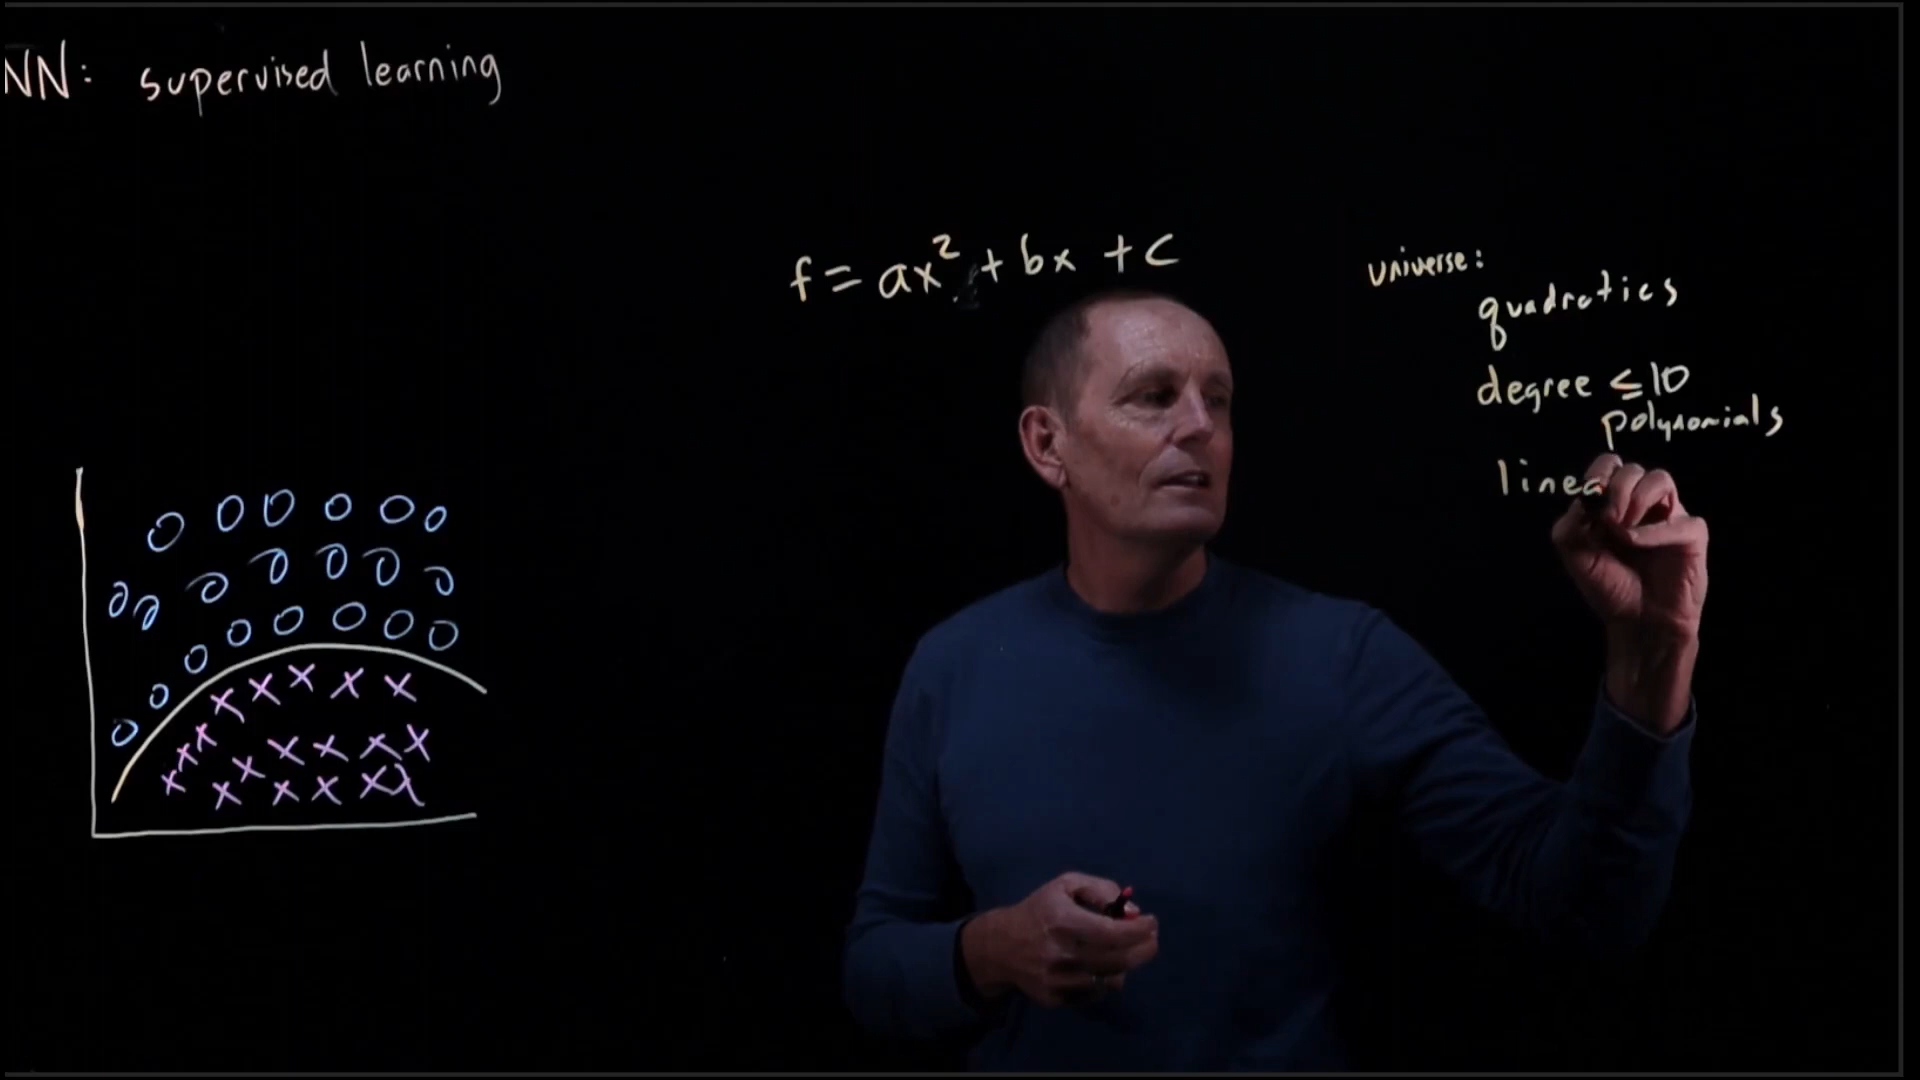 NN: supervised learning
f = ax² + bx + c
universe:
quadratics
degree ≤ 10
polynomials
linea